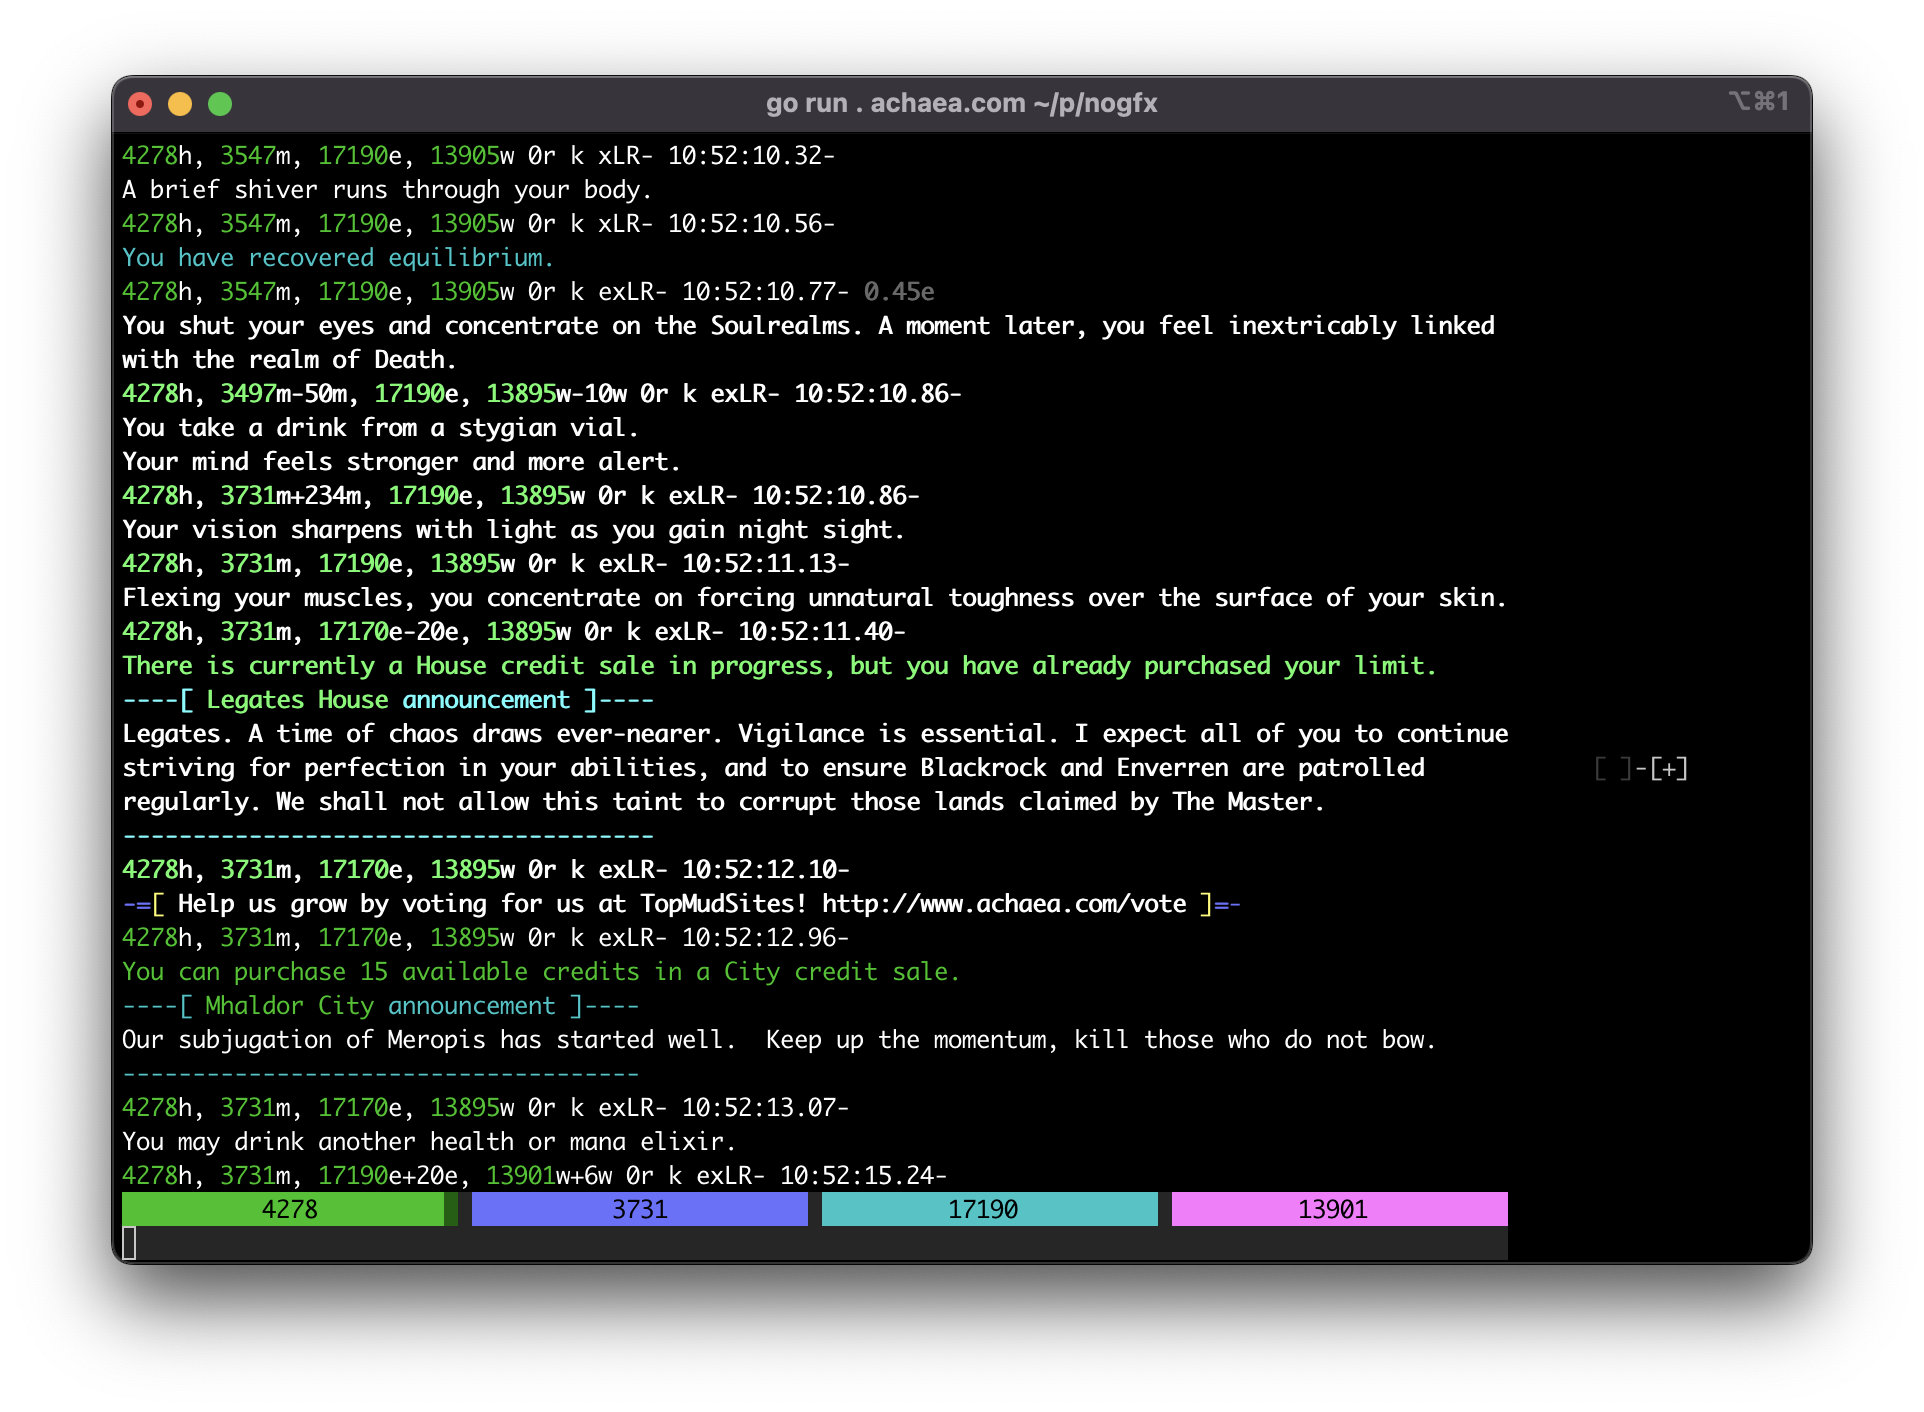 go run . achaea.com ~/p/nogfx
⌥⌘1
4278h, 3547m, 17190e, 13905w 0r k xLR- 10:52:10.32-
A brief shiver runs through your body.
4278h, 3547m, 17190e, 13905w 0r k xLR- 10:52:10.56-
You have recovered equilibrium.
4278h, 3547m, 17190e, 13905w 0r k exLR- 10:52:10.77- 0.45e
You shut your eyes and concentrate on the Soulrealms. A moment later, you feel inextricably linked
with the realm of Death.
4278h, 3497m-50m, 17190e, 13895w-10w 0r k exLR- 10:52:10.86-
You take a drink from a stygian vial.
Your mind feels stronger and more alert.
4278h, 3731m+234m, 17190e, 13895w 0r k exLR- 10:52:10.86-
Your vision sharpens with light as you gain night sight.
4278h, 3731m, 17190e, 13895w 0r k exLR- 10:52:11.13-
Flexing your muscles, you concentrate on forcing unnatural toughness over the surface of your skin.
4278h, 3731m, 17170e-20e, 13895w 0r k exLR- 10:52:11.40-
There is currently a House credit sale in progress, but you have already purchased your limit.
----[ Legates House announcement ]----
Legates. A time of chaos draws ever-nearer. Vigilance is essential. I expect all of you to continue
striving for perfection in your abilities, and to ensure Blackrock and Enverren are patrolled
[ ]-[+]
regularly. We shall not allow this taint to corrupt those lands claimed by The Master.
--------------------------------------
4278h, 3731m, 17170e, 13895w 0r k exLR- 10:52:12.10-
-=[ Help us grow by voting for us at TopMudSites! http://www.achaea.com/vote ]=-
4278h, 3731m, 17170e, 13895w 0r k exLR- 10:52:12.96-
You can purchase 15 available credits in a City credit sale.
----[ Mhaldor City announcement ]----
Our subjugation of Meropis has started well.  Keep up the momentum, kill those who do not bow.
-------------------------------------
4278h, 3731m, 17170e, 13895w 0r k exLR- 10:52:13.07-
You may drink another health or mana elixir.
4278h, 3731m, 17190e+20e, 13901w+6w 0r k exLR- 10:52:15.24-
4278 3731 17190 13901